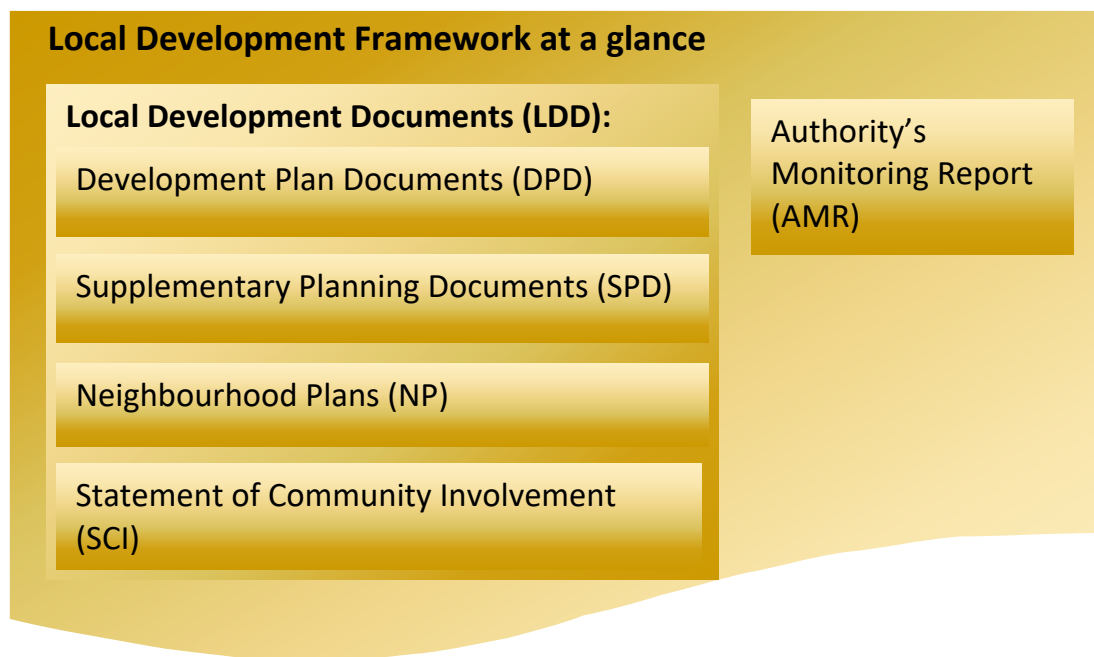 Local Development Framework at a glance
Local Development Documents (LDD):
Development Plan Documents (DPD)
Supplementary Planning Documents (SPD)
Neighbourhood Plans (NP)
Statement of Community Involvement
(SCI)
Authority’s
Monitoring Report
(AMR)